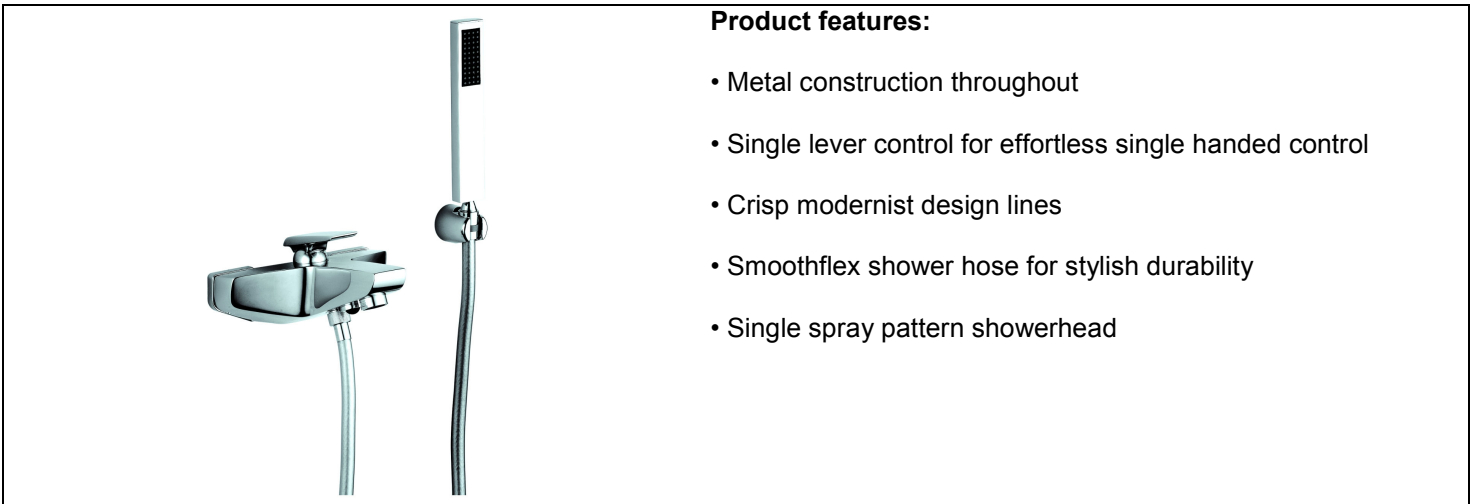 Product features:
• Metal construction throughout
• Single lever control for effortless single handed control
• Crisp modernist design lines
• Smoothflex shower hose for stylish durability
• Single spray pattern showerhead